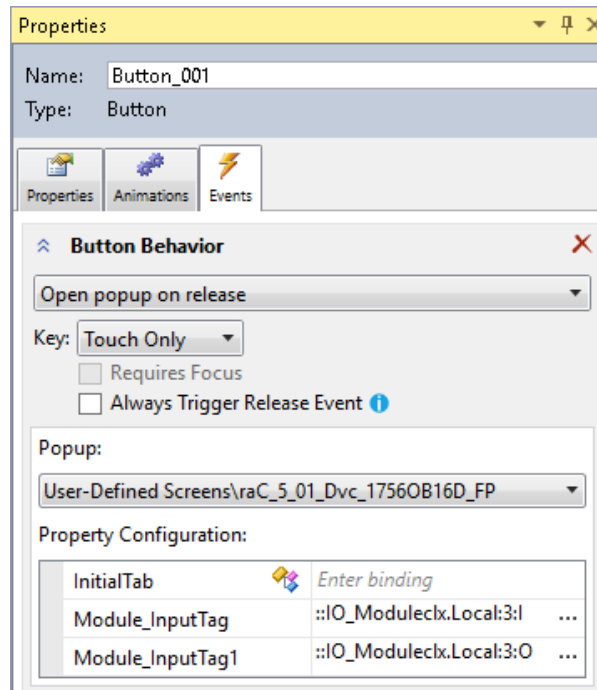 Properties
Name: Button_001
Type: Button
Properties Animations Events
Button Behavior
Open popup on release
Key: Touch Only
Requires Focus
Always Trigger Release Event
Popup:
User-Defined Screens\raC_5_01_Dvc_1756OB16D_FP
Property Configuration:
InitialTab Enter binding
Module_InputTag ::IO_Moduleclx.Local:3:I ...
Module_InputTag1 ::IO_Moduleclx.Local:3:O ...